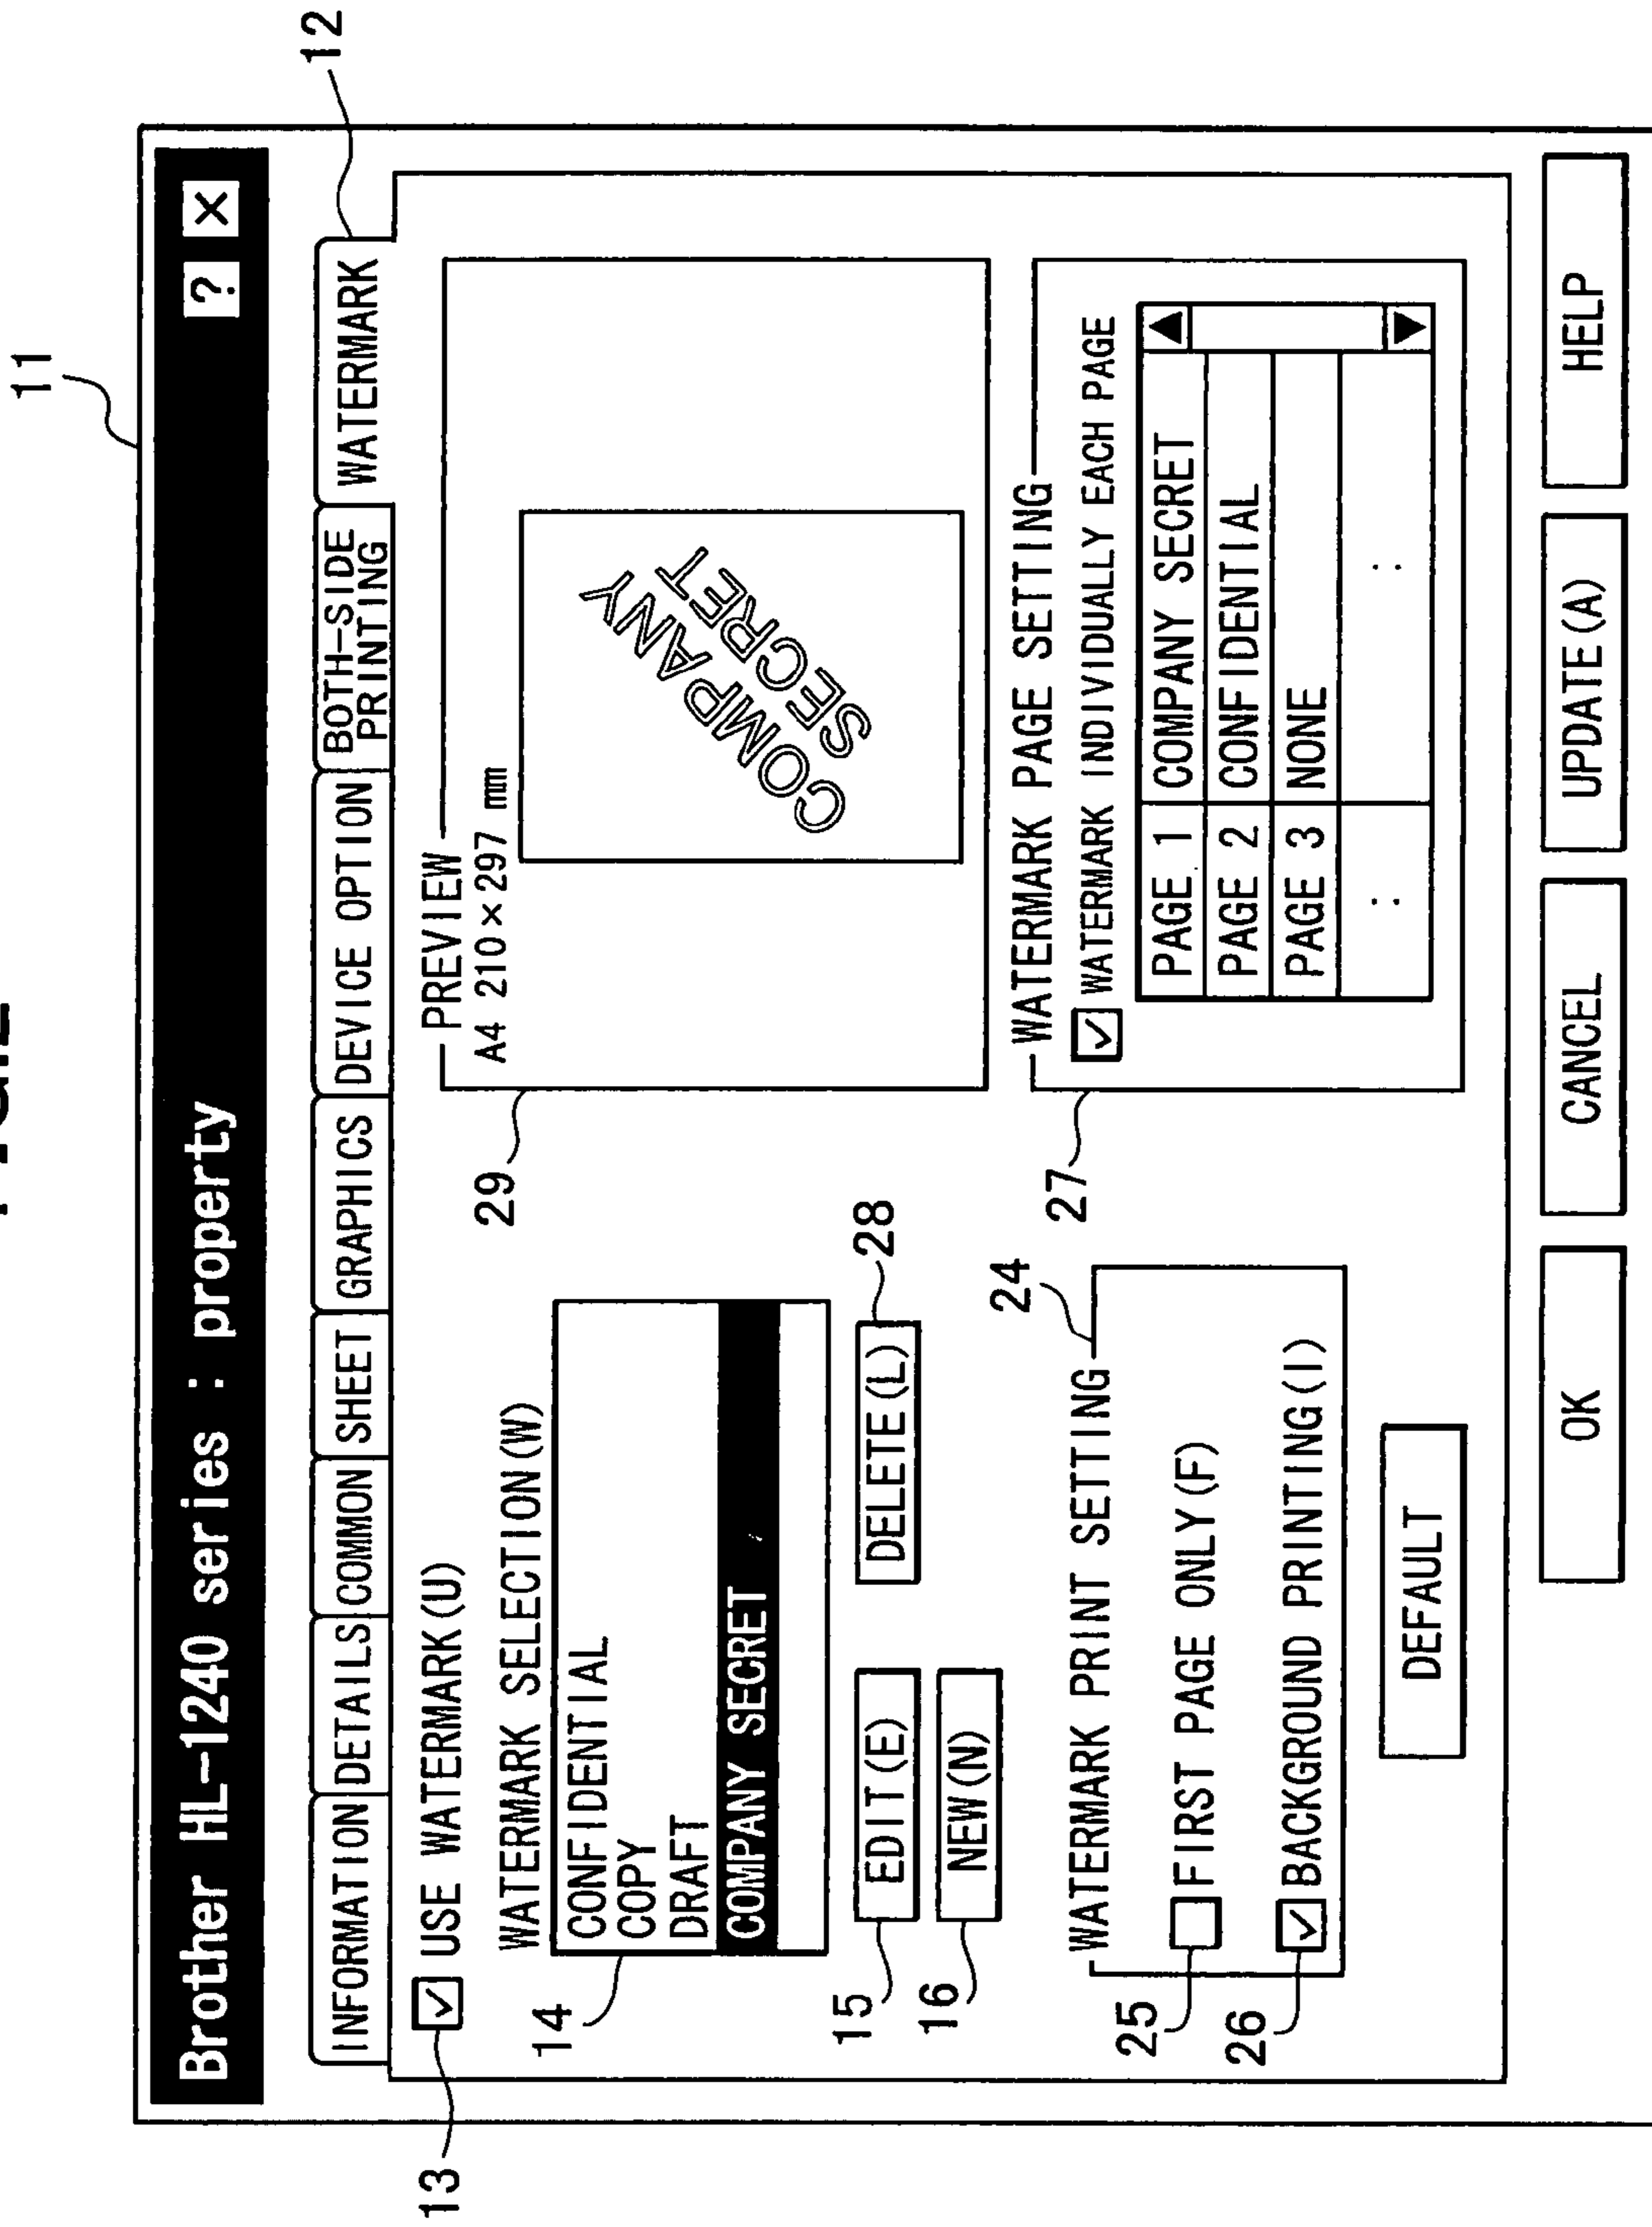 11
Brother HL-1240 series : property
? X
12
INFORMATION DETAILS COMMON SHEET GRAPHICS DEVICE OPTION BOTH-SIDE PRINTING WATERMARK
13
USE WATERMARK(U)
WATERMARK SELECTION(W)
14
CONFIDENTIAL
COPY
DRAFT
COMPANY SECRET
15
EDIT(E)
DELETE(L)
28
16
NEW(N)
29
PREVIEW
A4 210×297 mm
COMPANY
SECRET
24
WATERMARK PRINT SETTING
25
FIRST PAGE ONLY(F)
26
BACKGROUND PRINTING(I)
DEFAULT
27
WATERMARK PAGE SETTING
WATERMARK INDIVIDUALLY EACH PAGE
PAGE 1 COMPANY SECRET
PAGE 2 CONFIDENTIAL
PAGE 3 NONE
: :
OK CANCEL UPDATE(A) HELP